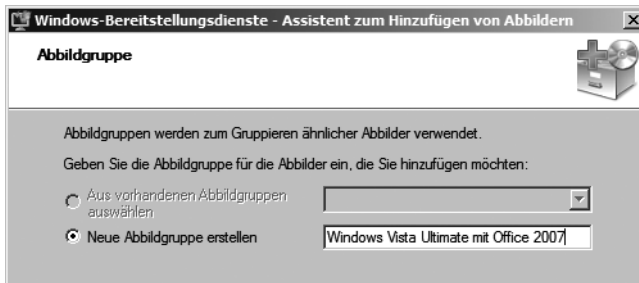 Windows-Bereitstellungsdienste - Assistent zum Hinzufügen von Abbildern
Abbildgruppe
Abbildgruppen werden zum Gruppieren ähnlicher Abbilder verwendet.
Geben Sie die Abbildgruppe für die Abbilder ein, die Sie hinzufügen möchten:
Aus vorhandenen Abbildgruppen
auswählen
Neue Abbildgruppe erstellen Windows Vista Ultimate mit Office 2007